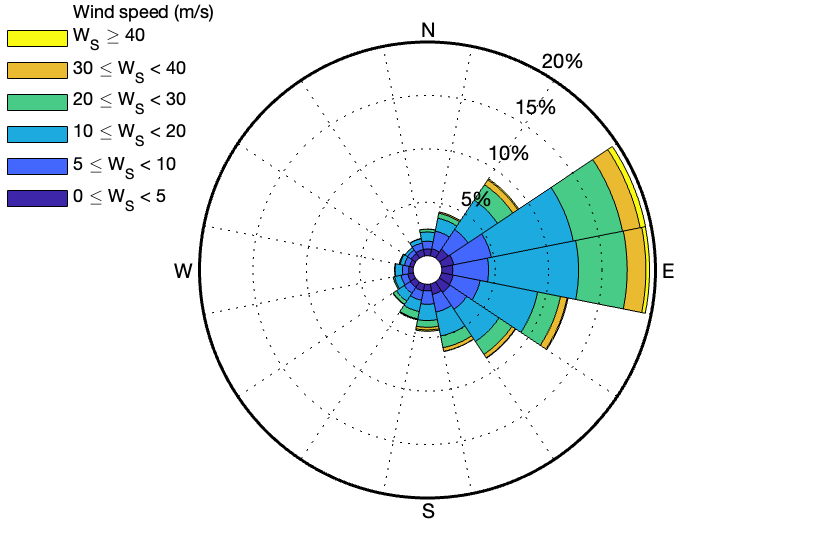 Wind speed (m/s)
W_S ≥ 40
30 ≤ W_S < 40
20 ≤ W_S < 30
10 ≤ W_S < 20
5 ≤ W_S < 10
0 ≤ W_S < 5
N
20%
15%
10%
5%
W
E
S